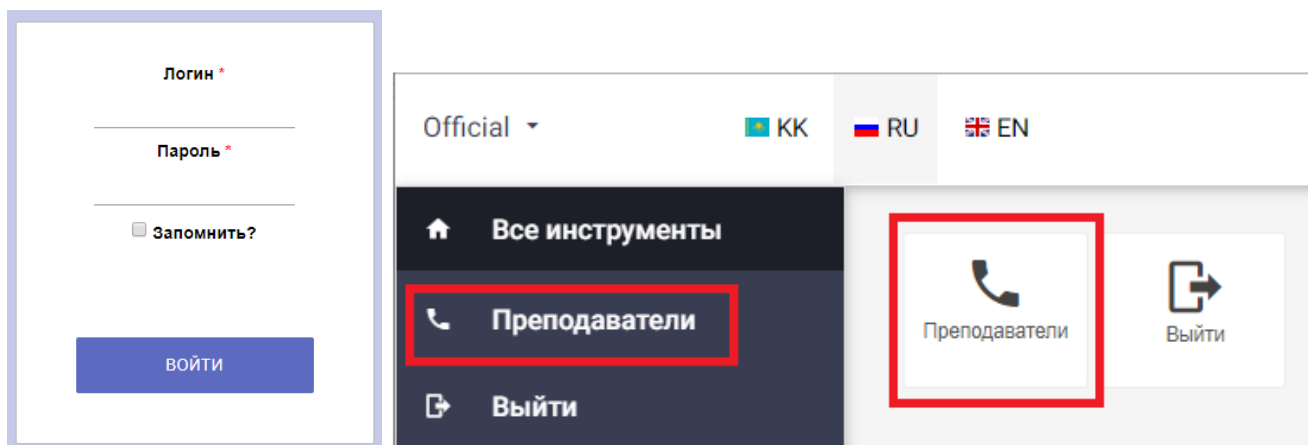 Логин *
Пароль *
Запомнить?
ВОЙТИ
Official KK RU EN
Все инструменты
Преподаватели
Выйти
Преподаватели
Выйти